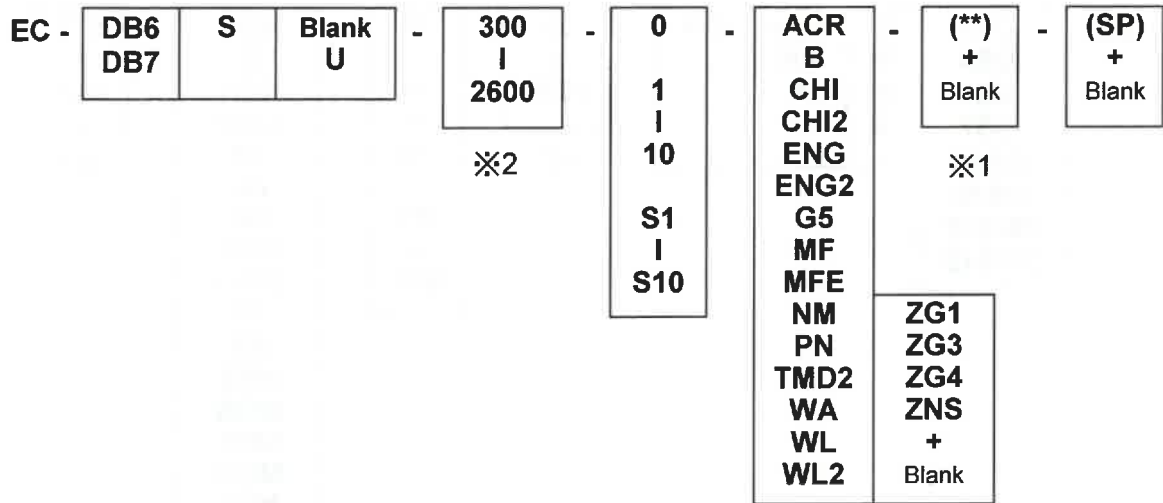 EC - DB6 S Blank - 300 - 0 - ACR - (**) - (SP)
DB7 U I B + +
2600 1 CHI Blank Blank
I CHI2
※2 10 ENG ※1
ENG2
S1 G5
I MF
S10 MFE
NM ZG1
PN ZG3
TMD2 ZG4
WA ZNS
WL +
WL2 Blank